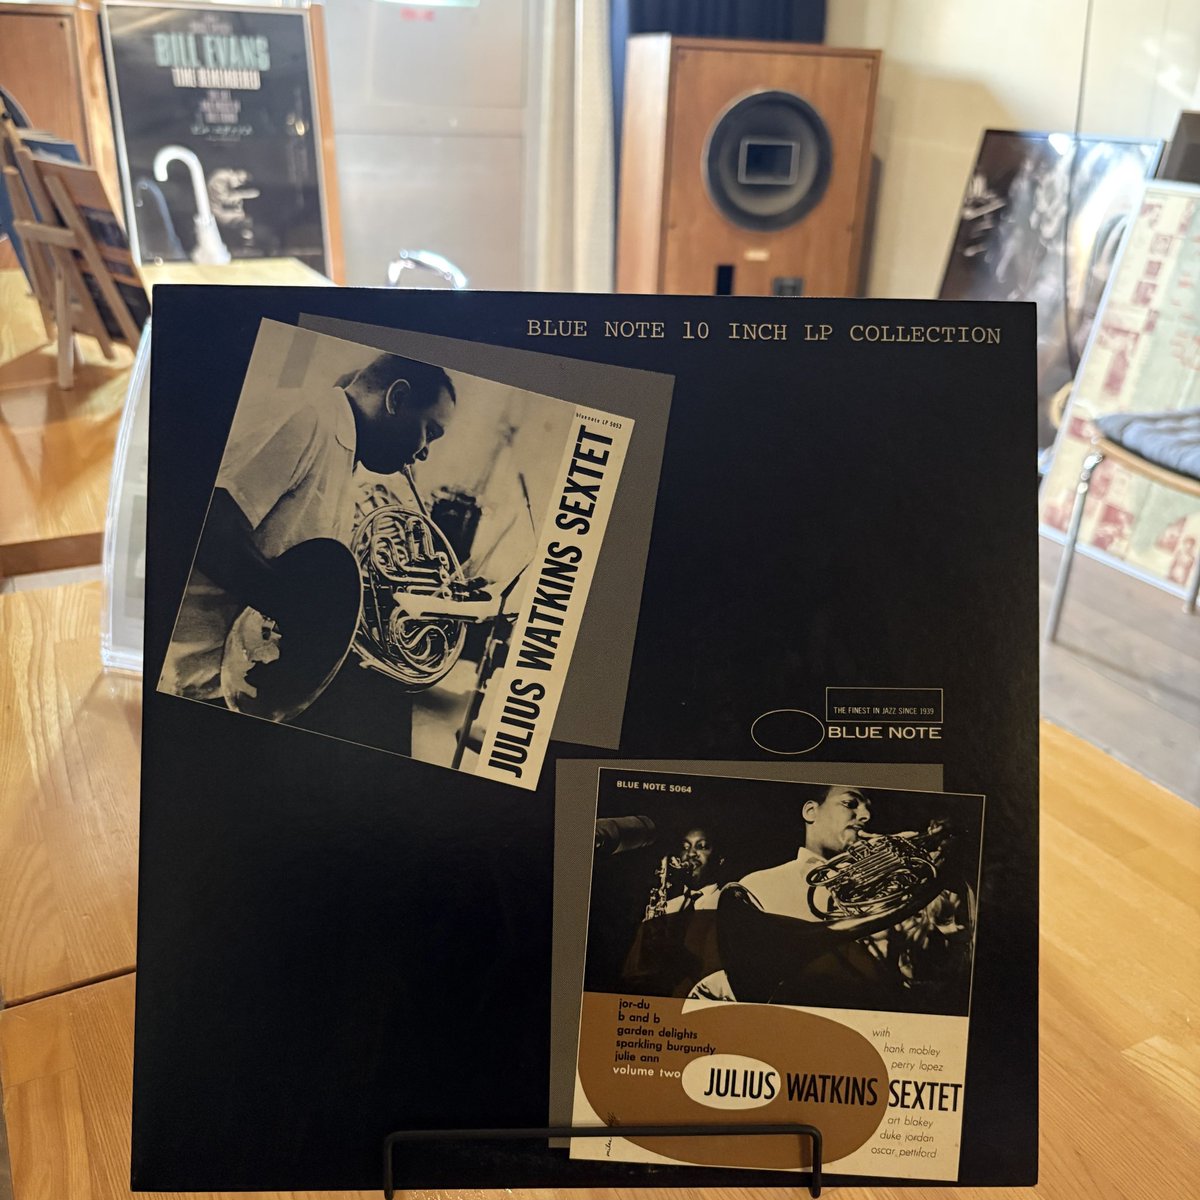 BILL EVANS
BLUE NOTE 10 INCH LP COLLECTION
bluenote LP 5053
JULIUS WATKINS SEXTET
THE FINEST IN JAZZ SINCE 1939
BLUE NOTE
BLUE NOTE 5064
jor-du
b and b
garden delights
sparkling burgundy
julie ann
volume two
with
hank mobley
perry lopez
JULIUS WATKINS SEXTET
art blakey
duke jordan
oscar pettiford